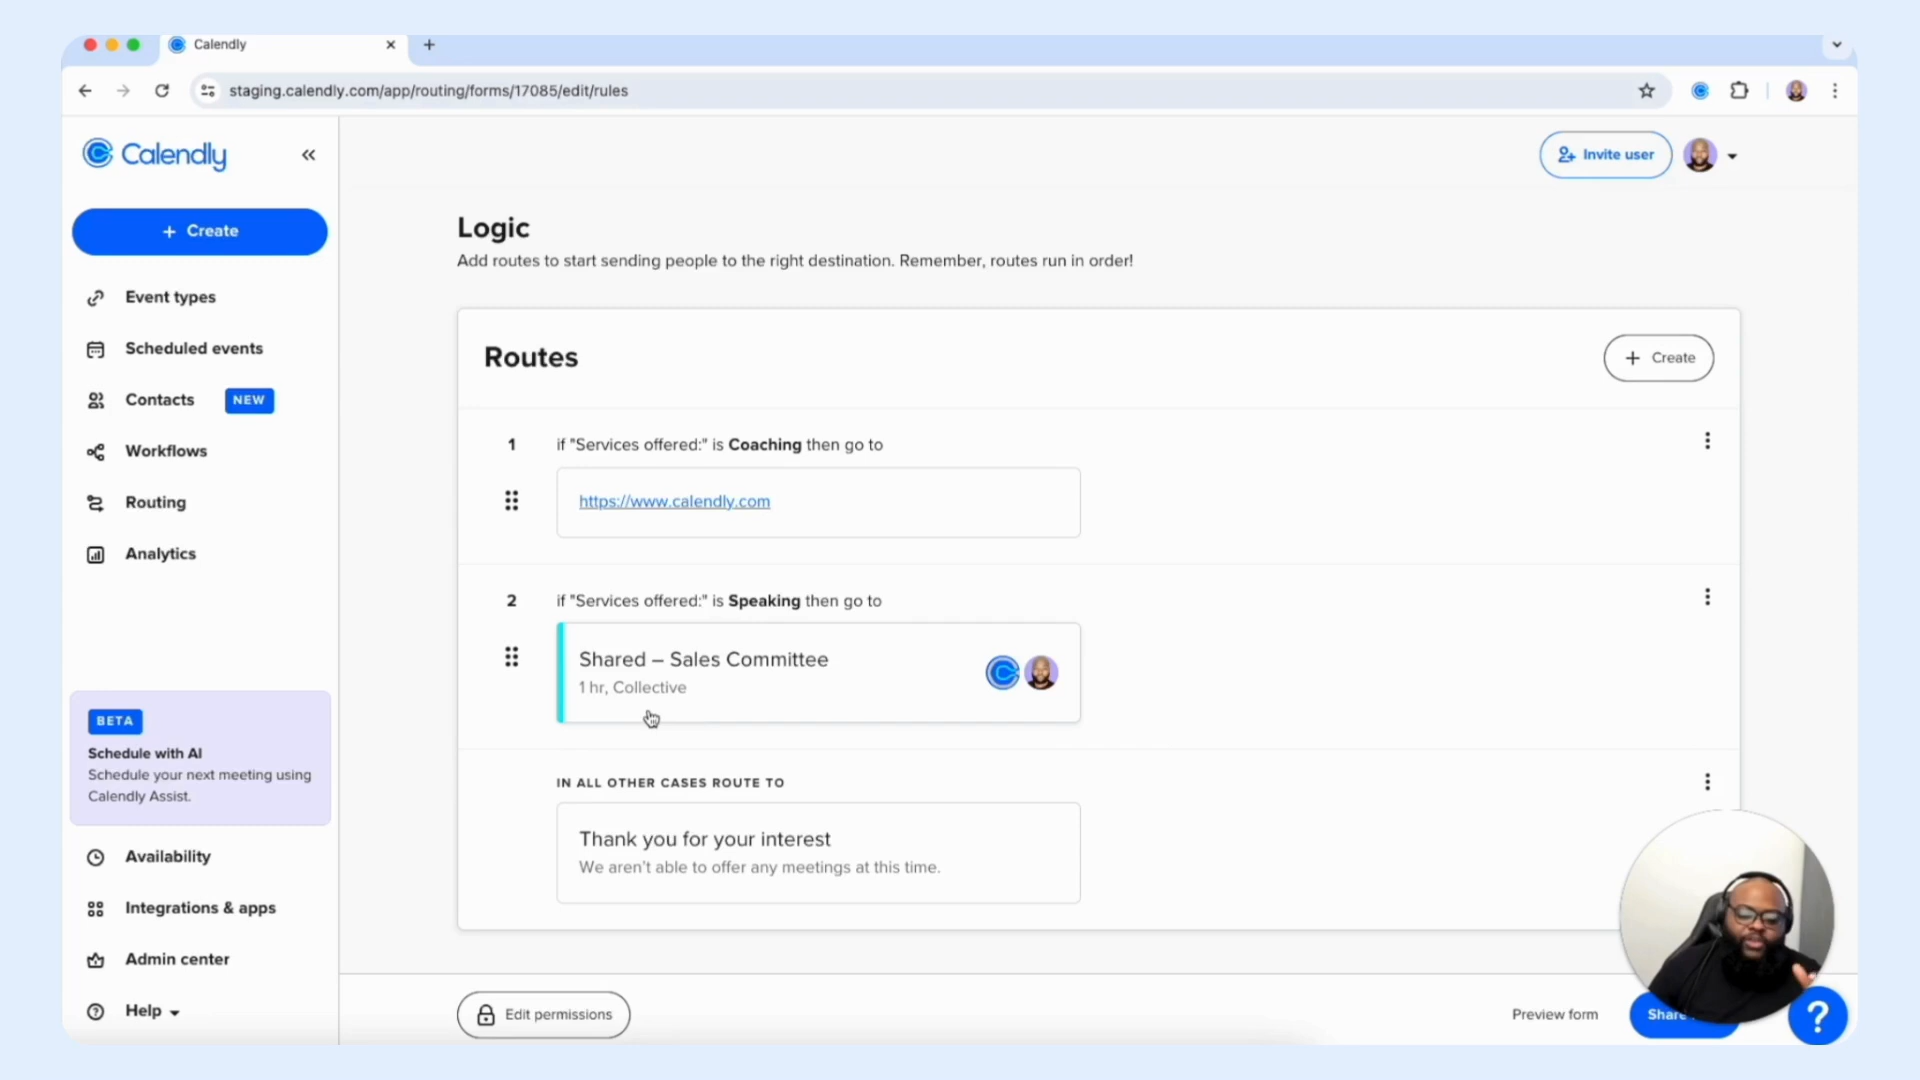 Calendly
staging.calendly.com/app/routing/forms/17085/edit/rules
Calendly
Invite user
+ Create
Event types
Scheduled events
Contacts NEW
Workflows
Routing
Analytics
BETA
Schedule with AI
Schedule your next meeting using
Calendly Assist.
Availability
Integrations & apps
Admin center
Help
Logic
Add routes to start sending people to the right destination. Remember, routes run in order!
Routes
+ Create
1 if "Services offered:" is Coaching then go to
https://www.calendly.com
2 if "Services offered:" is Speaking then go to
Shared – Sales Committee
1 hr, Collective
IN ALL OTHER CASES ROUTE TO
Thank you for your interest
We aren't able to offer any meetings at this time.
Edit permissions
Preview form
Share
?